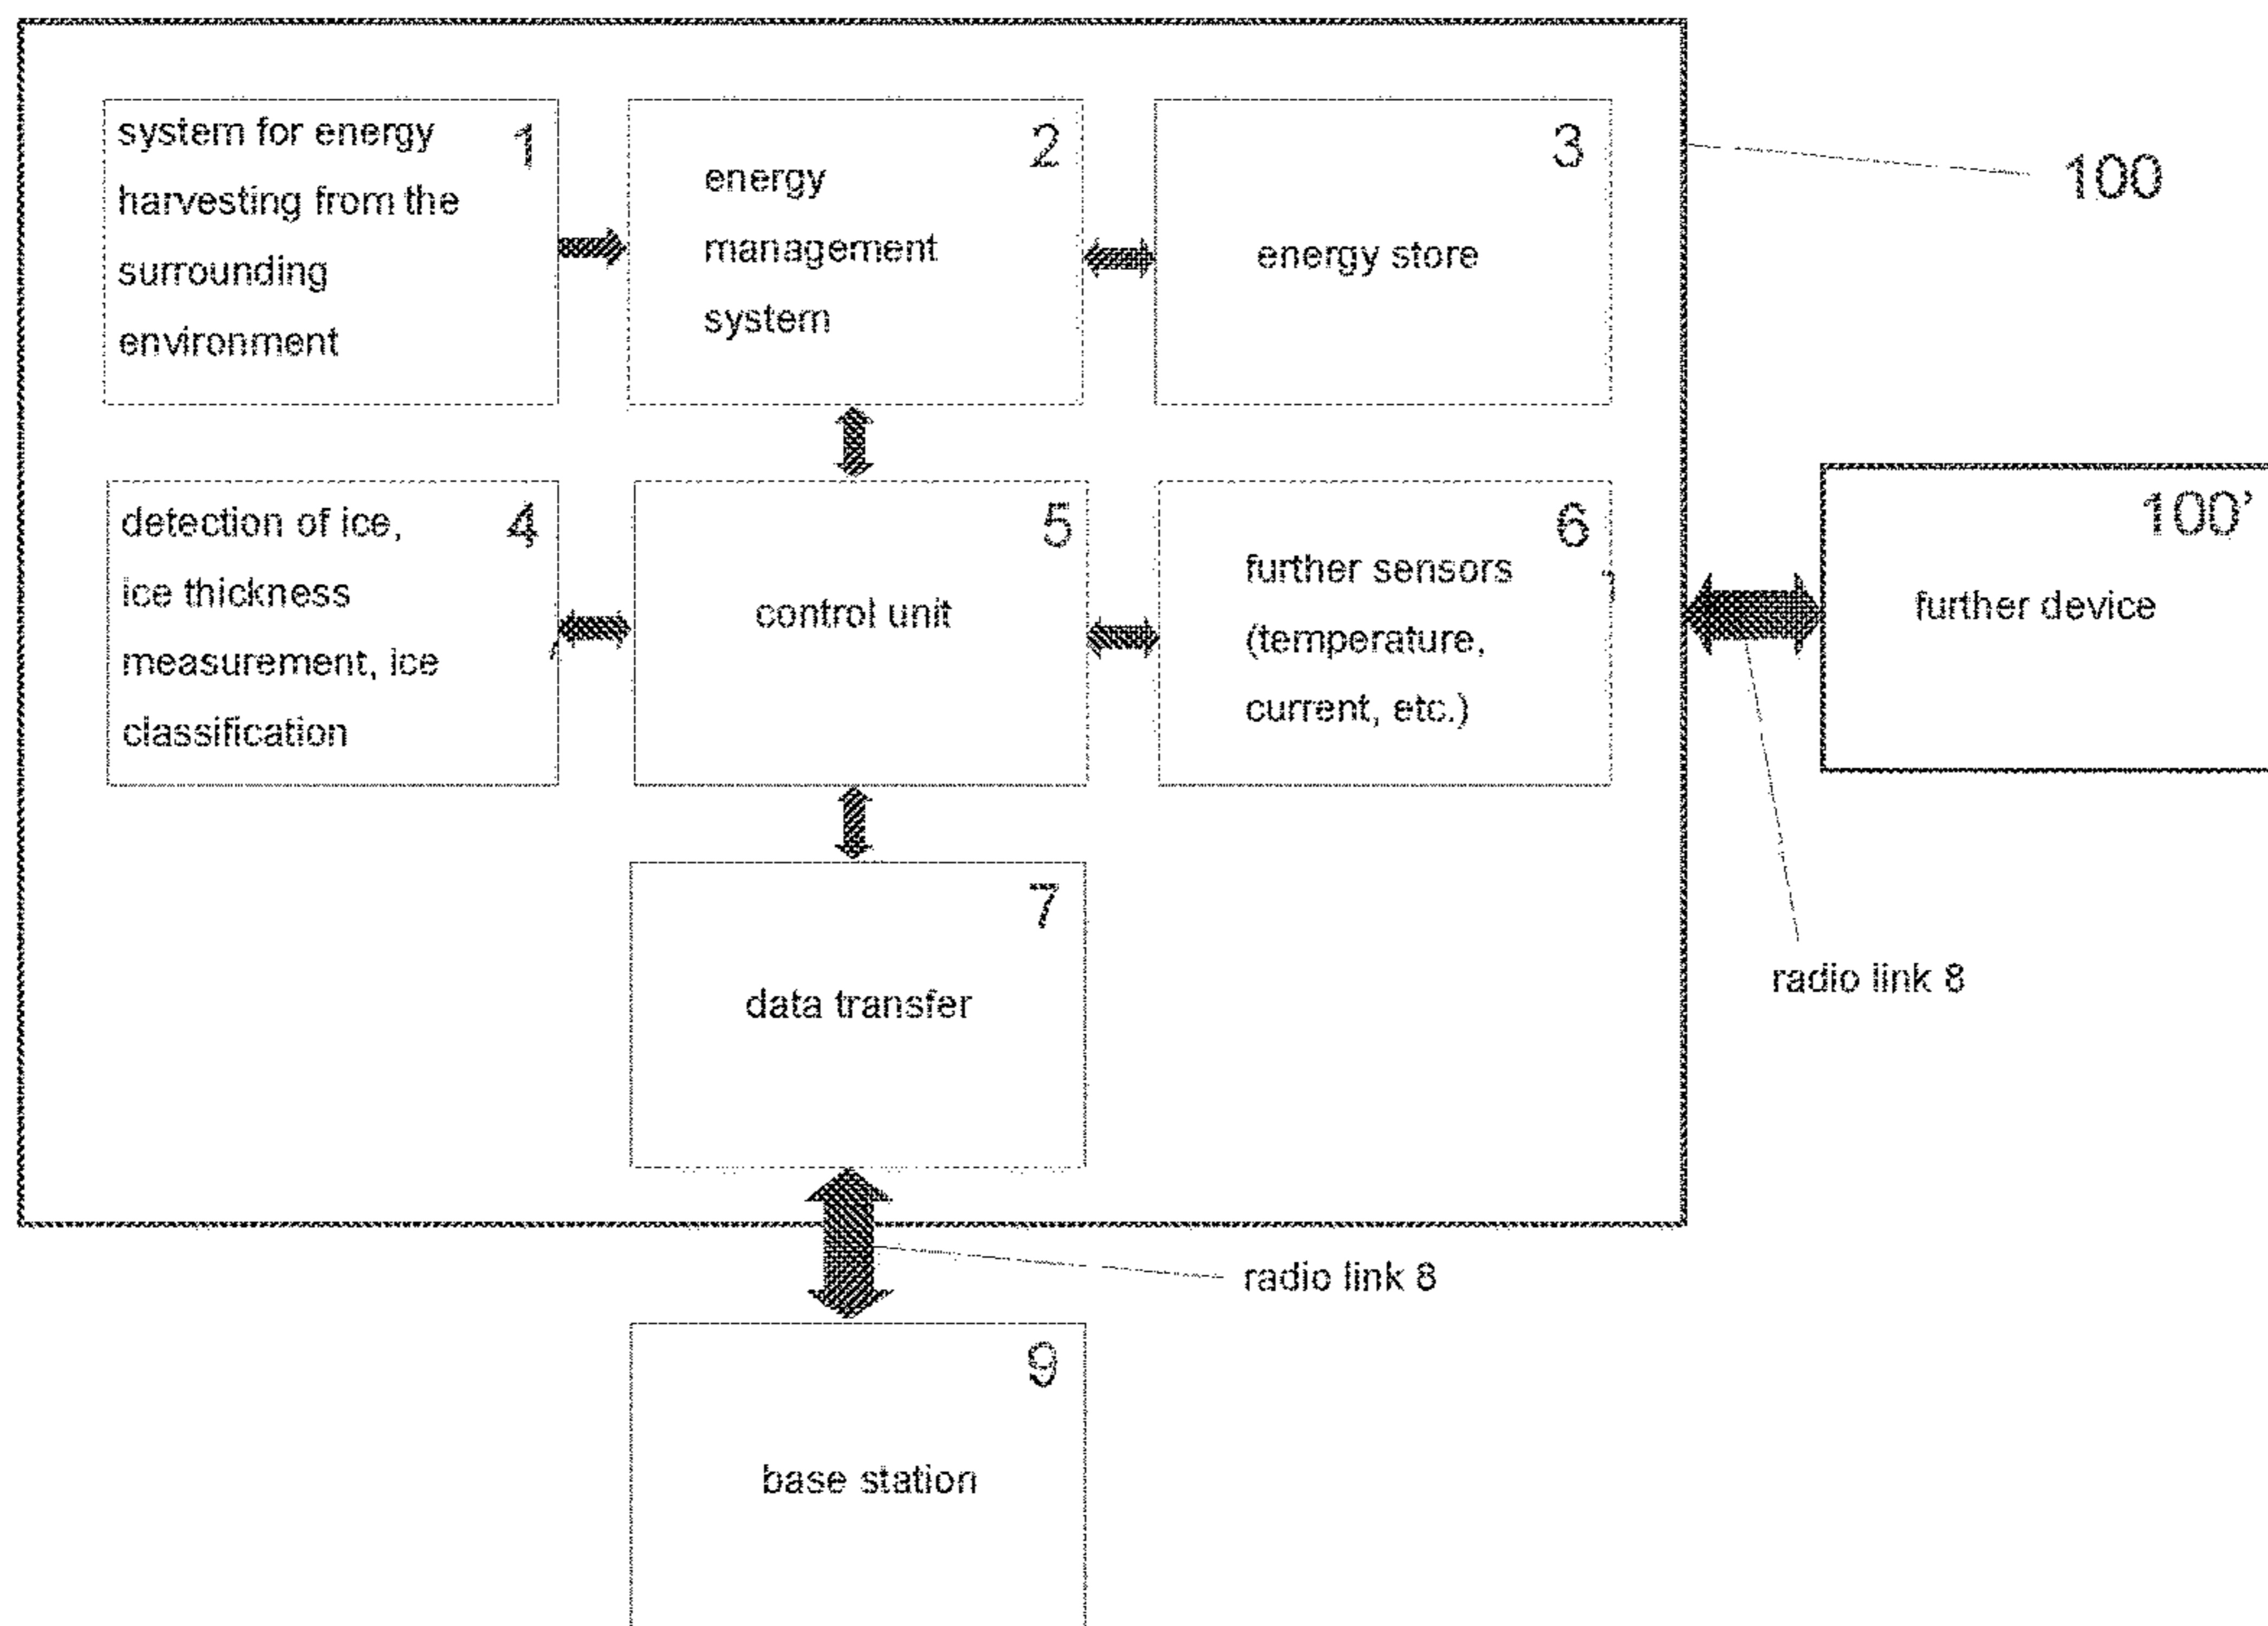 system for energy
harvesting from the
surrounding
environment
1
energy
management
system
2
energy store
3
100
detection of ice,
ice thickness
measurement, ice
classification
4
control unit
5
further sensors
(temperature,
current, etc.)
6
further device
100'
data transfer
7
radio link 8
radio link 8
base station
9